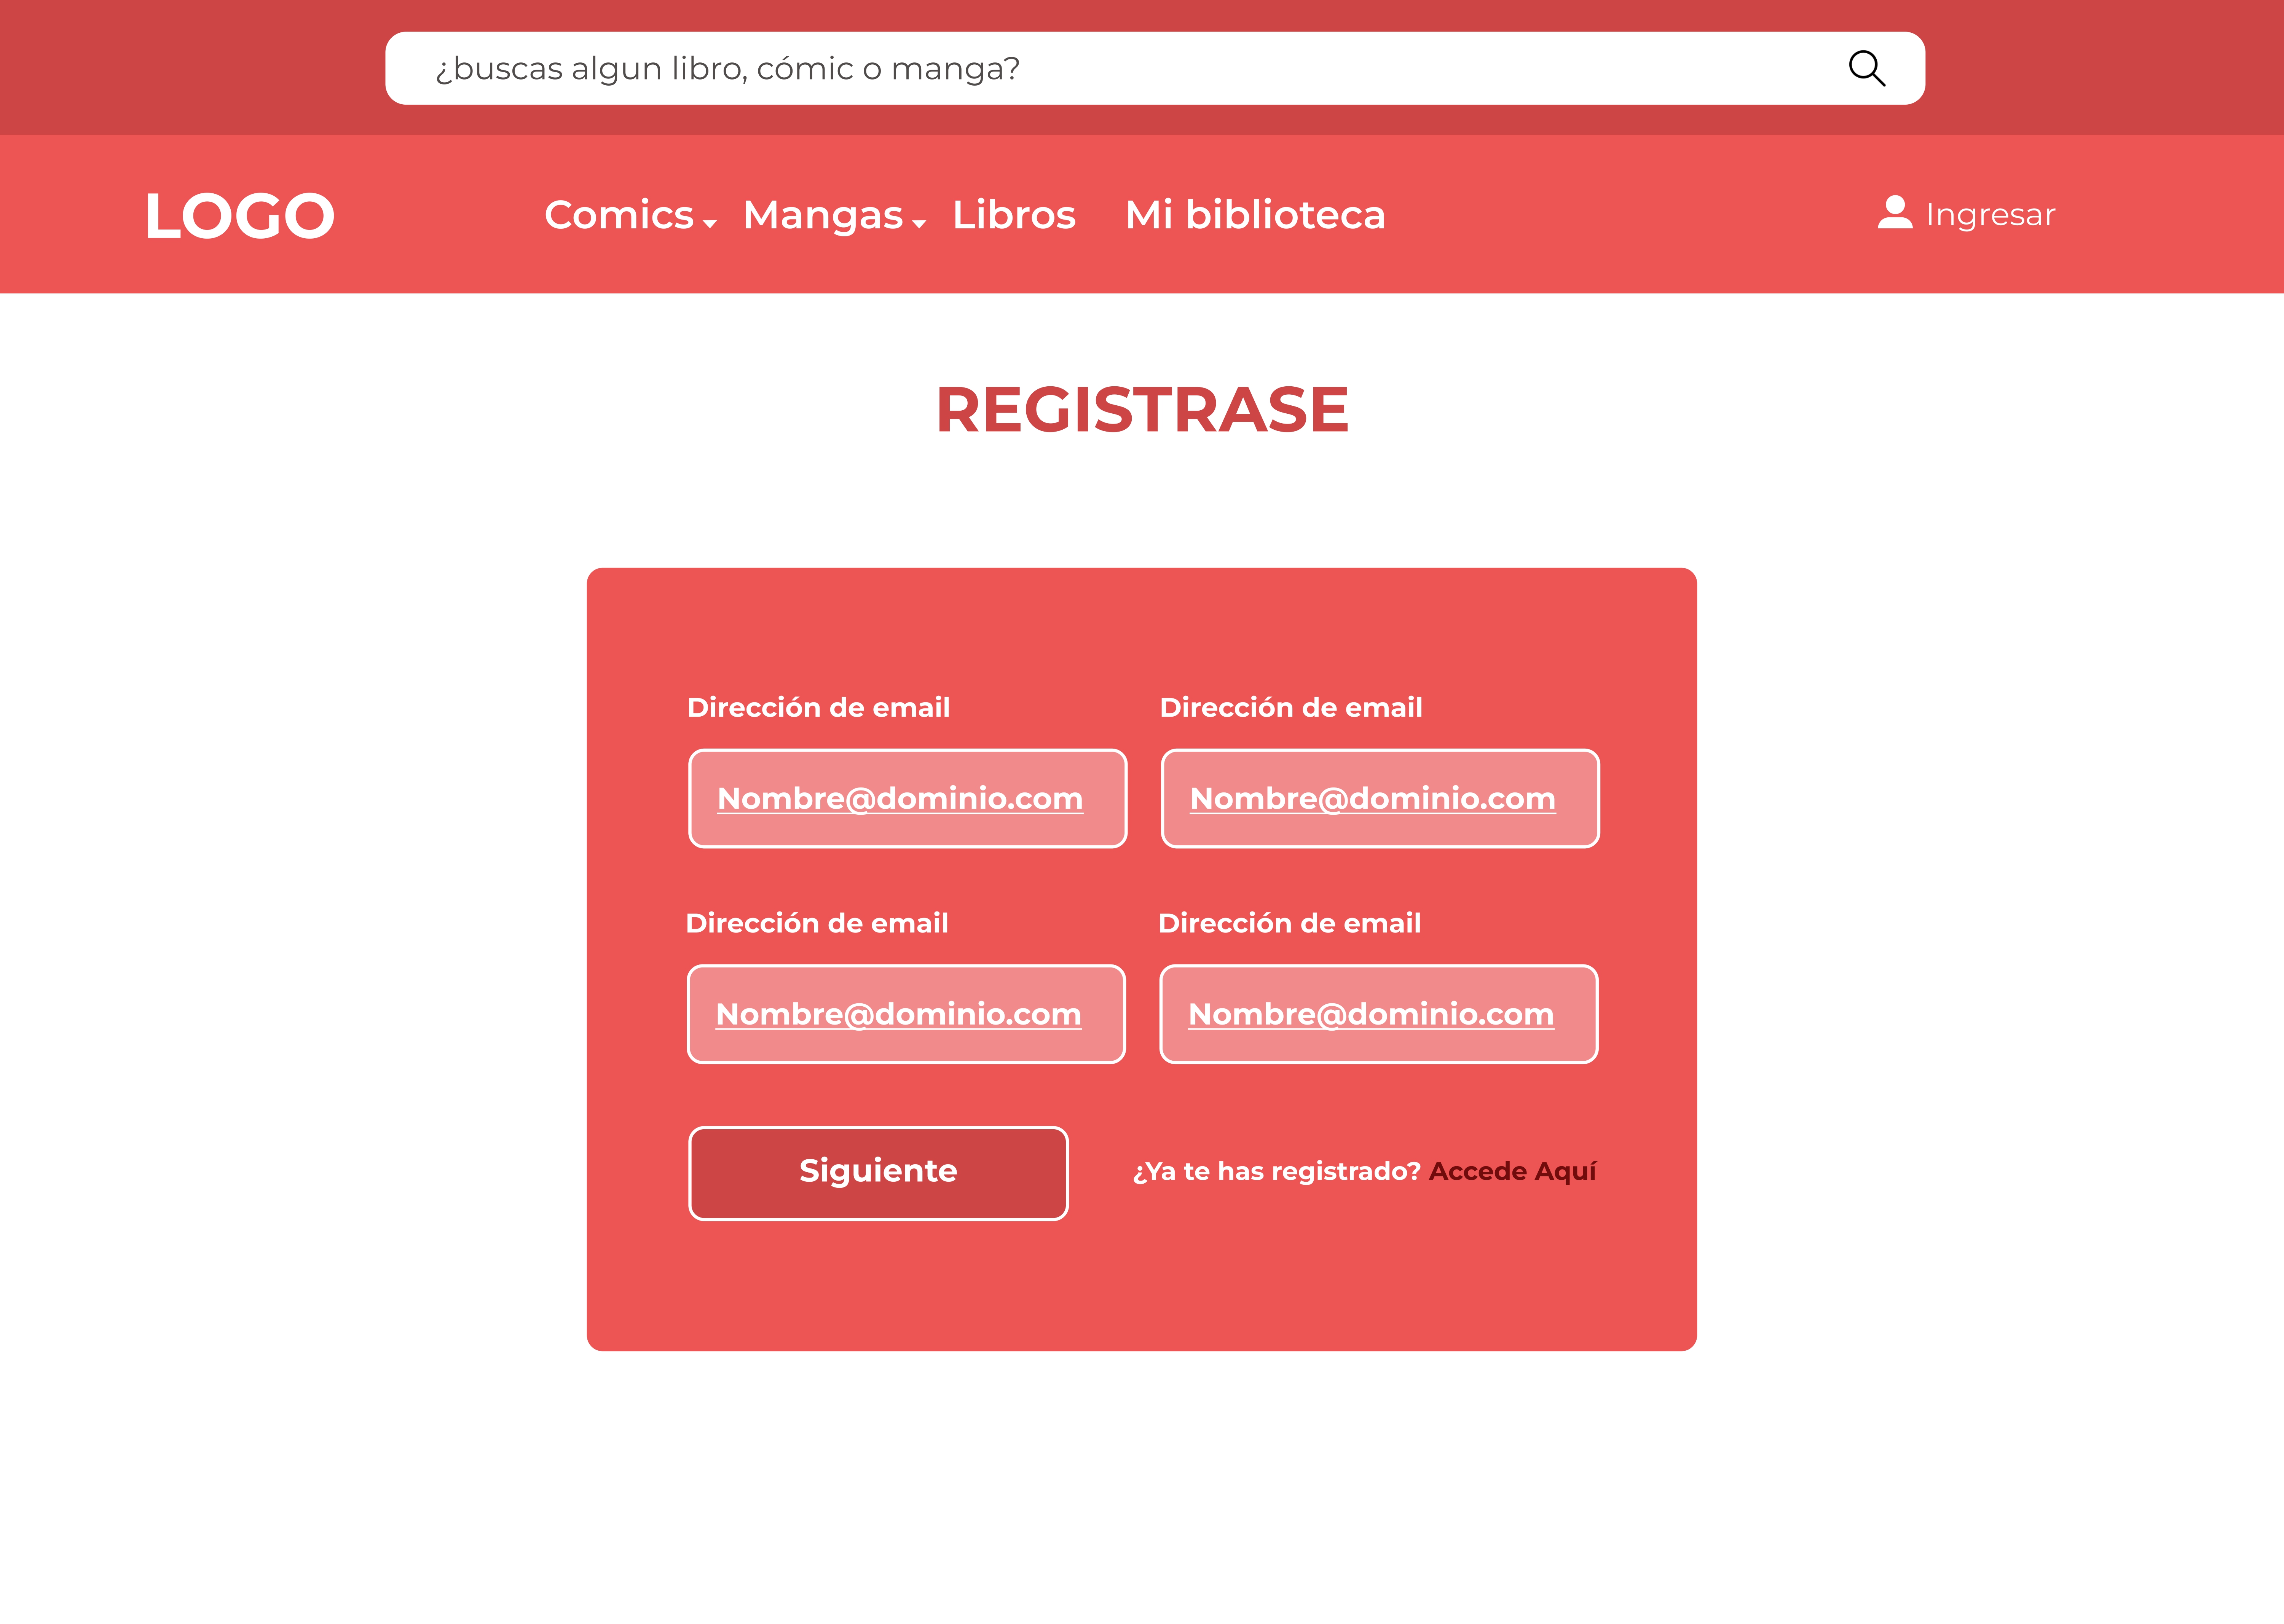 ¿buscas algun libro, cómic o manga?
LOGO Comics Mangas Libros Mi biblioteca Ingresar
REGISTRASE
Dirección de email Dirección de email
Nombre@dominio.com Nombre@dominio.com
Dirección de email Dirección de email
Nombre@dominio.com Nombre@dominio.com
Siguiente ¿Ya te has registrado? Accede Aquí